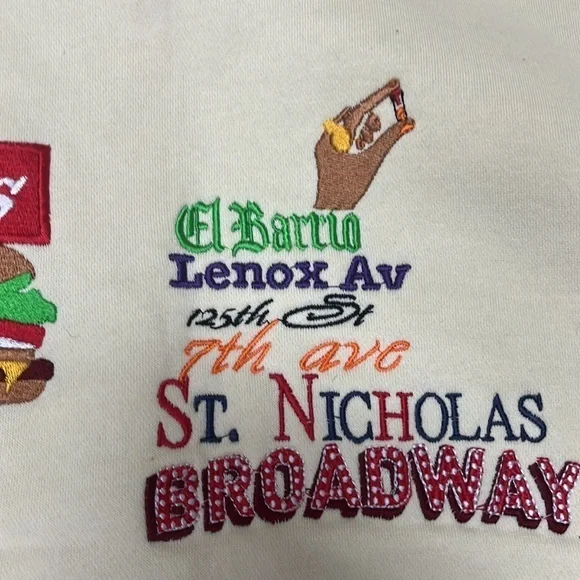 El Barrio
Lenox Av
125th St
7th ave
St. Nicholas
BROADWAY